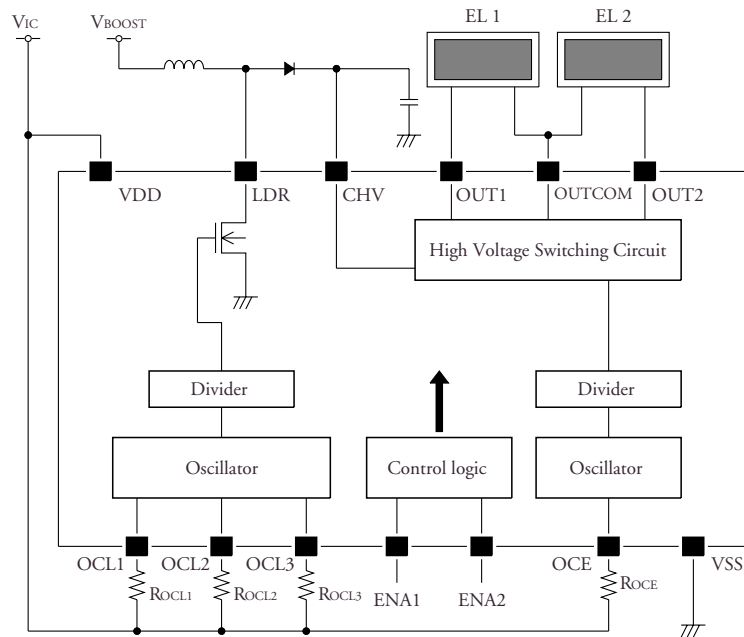 VIC
VBOOST
EL 1
EL 2
VDD
LDR
CHV
OUT1
OUTCOM
OUT2
High Voltage Switching Circuit
Divider
Divider
Oscillator
Control logic
Oscillator
OCL1
OCL2
OCL3
OCE
VSS
ROCL1
ROCL2
ROCL3
ENA1
ENA2
ROCE